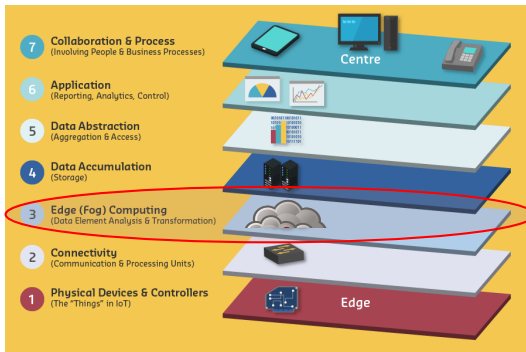 7
Collaboration & Process
(Involving People & Business Processes)
Centre
6
Application
(Reporting, Analytics, Control)
5
Data Abstraction
(Aggregation & Access)
4
Data Accumulation
(Storage)
3
Edge (Fog) Computing
(Data Element Analysis & Transformation)
2
Connectivity
(Communication & Processing Units)
1
Physical Devices & Controllers
(The "Things" in IoT)
Edge